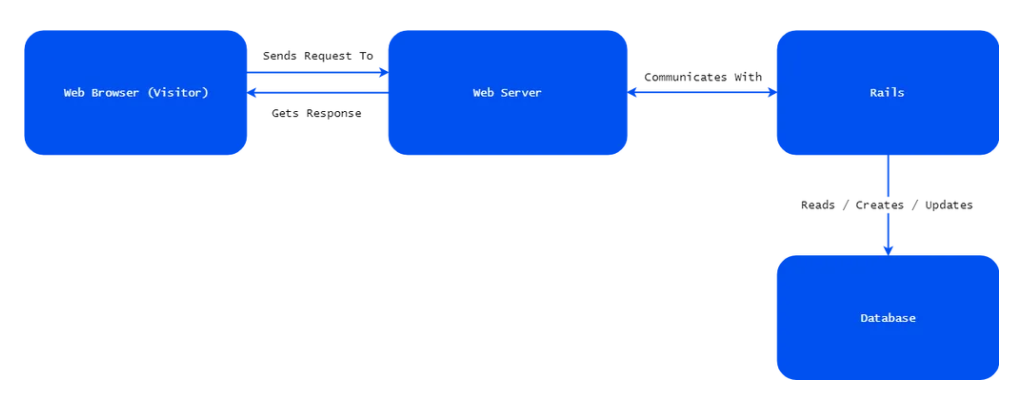 Sends Request To
Web Browser (Visitor)
Gets Response
Web Server
Communicates With
Rails
Reads / Creates / Updates
Database